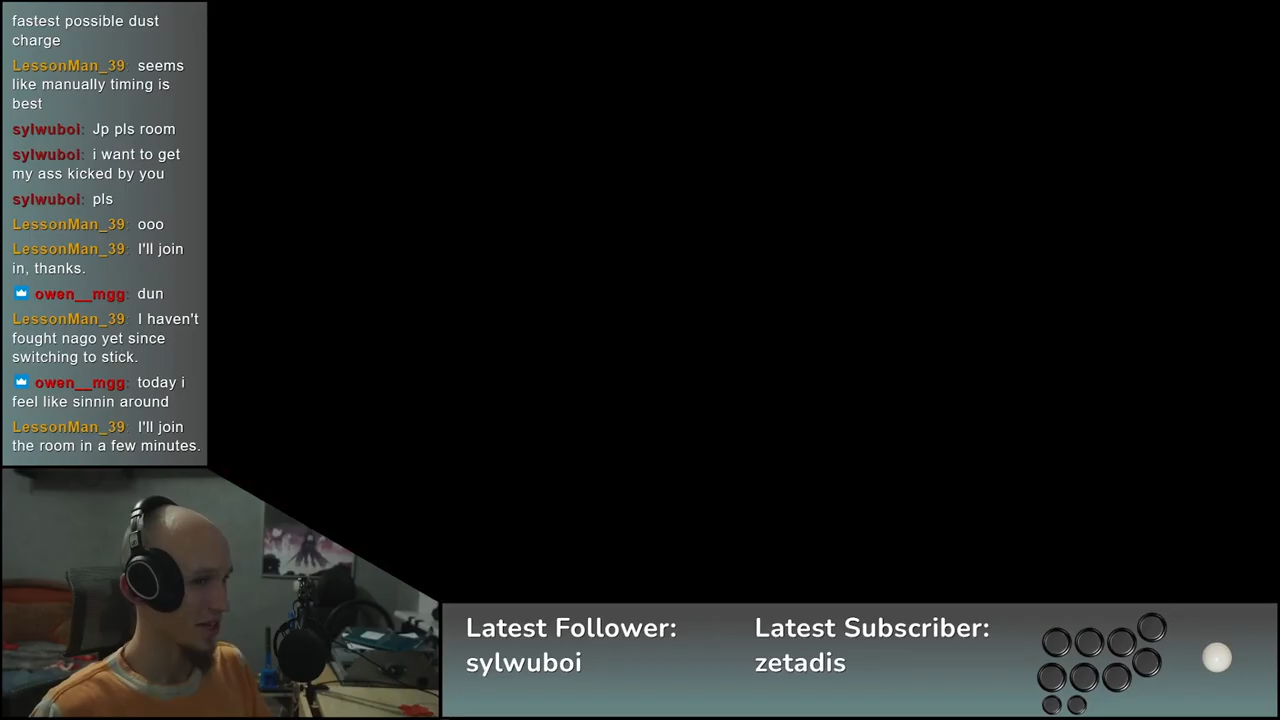 fastest possible dust
charge
LessonMan_39: seems
like manually timing is
best
sylwuboi: Jp pls room
sylwuboi: i want to get
my ass kicked by you
sylwuboi: pls
LessonMan_39: ooo
LessonMan_39: I'll join
in, thanks.
owen__mgg: dun
LessonMan_39: I haven't
fought nago yet since
switching to stick.
owen__mgg: today i
feel like sinnin around
LessonMan_39: I'll join
the room in a few minutes.
Latest Follower:
sylwuboi
Latest Subscriber:
zetadis